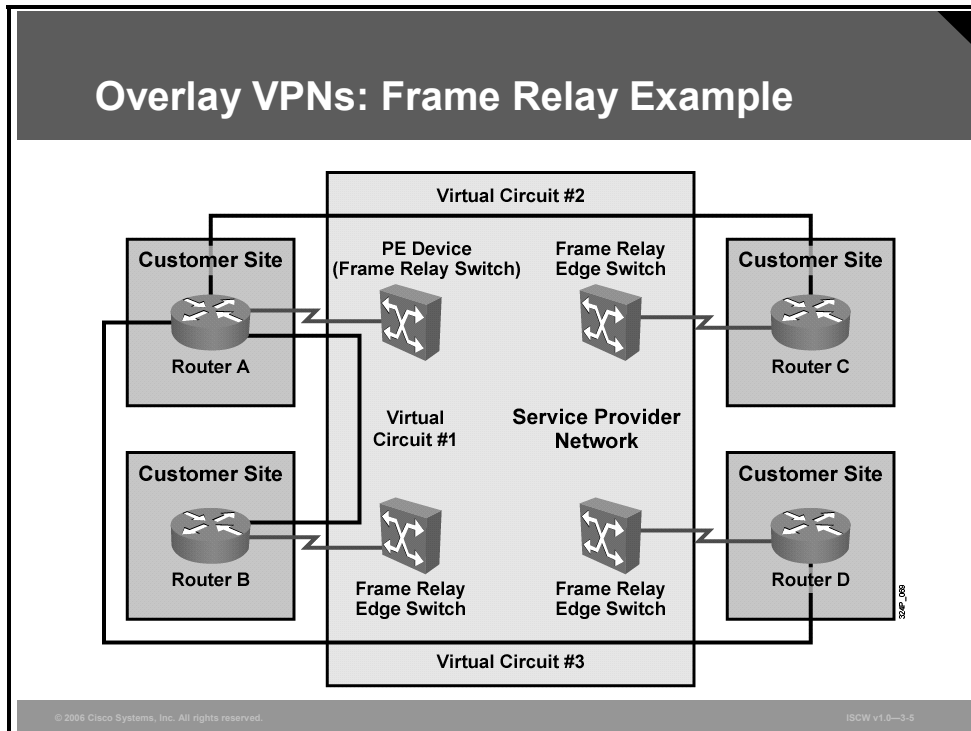 Overlay VPNs: Frame Relay Example
Virtual Circuit #2
Customer Site
PE Device
(Frame Relay Switch)
Frame Relay
Edge Switch
Customer Site
Router A
Router C
Virtual
Circuit #1
Service Provider
Network
Customer Site
Customer Site
Router B
Frame Relay
Edge Switch
Frame Relay
Edge Switch
Router D
324P_069
Virtual Circuit #3
© 2006 Cisco Systems, Inc. All rights reserved.
ISCW v1.0—3-5